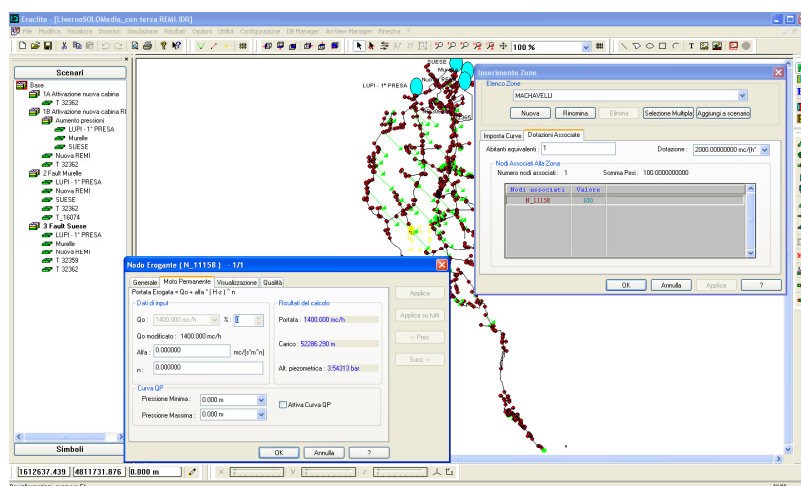 Eraclito - [LivernoSOLOMedia_con terza REMI.IDR]
File Modifica Visualizza Inserisci Simulazione Risultati Opzioni Utilità Configurazione DB Manager ArcView Manager Finestra ?
100 %
Scenari
Base
1A Attivazione nuova cabina
T 32362
1B Attivazione nuova cabina RI
Aumento pressioni
LUPI - 1° PRESA
Murelle
SUESE
Nuova REMI
T 32362
2 Fault Murelle
LUPI - 1° PRESA
Nuova REMI
SUESE
T 32362
T_16074
3 Fault Suese
LUPI - 1° PRESA
Murelle
Nuova REMI
T 32359
T 32362
Simboli
SUESE
LUPI - 1° PRESA
Inserimento Zone
Elenco Zone
MACHAVELLI
Nuova Rinomina Elimina Selezione Multipla Aggiungi a scenario
Imposta Curve Dotazioni Associate
Abitanti equivalenti : 1 Dotazione : 2000.00000000 mc/(h*
Nodi Associati Alla Zona
Numero nodi associati : 1 Somma Pesi : 100.0000000000
Nodi associati Valore
N_11158 100
OK Annulla Applica ?
Nodo Erogante ( N_11158 ) - 1/1
Generale Moto Permanente Visualizzazione Qualità
Portata Erogata = Qo + alfa * ( H-z ) ^ n
Dati di input
Qo : 1400.000 mc/h % : 0
Qo modificato : 1400.000 mc/h
Alfa : 0.000000 mc/(s*m^n)
n : 0.000000
Risultati del calcolo
Portata : 1400.000 mc/h
Carico : 52286.290 m
Alt. piezometrica : 3.54313 bar
Curva QP
Pressione Minima : 0.000 m
Pressione Massima : 0.000 m
Attiva Curva QP
Applica
Applica su tutti
<- Prec
Succ ->
OK Annulla ?
1612637.439 4811731.876 0.000 m
× y z